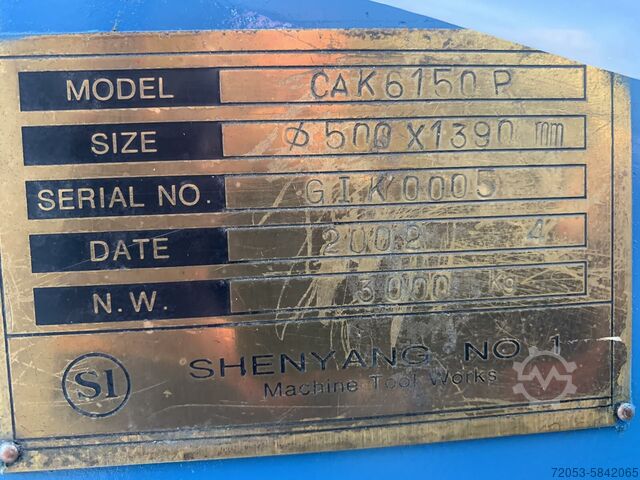 MODEL CAK6150P
SIZE Φ500X1390 mm
SERIAL NO. GIK0005
DATE 2002 4
N.W. 3000 Kg
SI SHENYANG NO.1
Machine Tool Works
72053-5842065